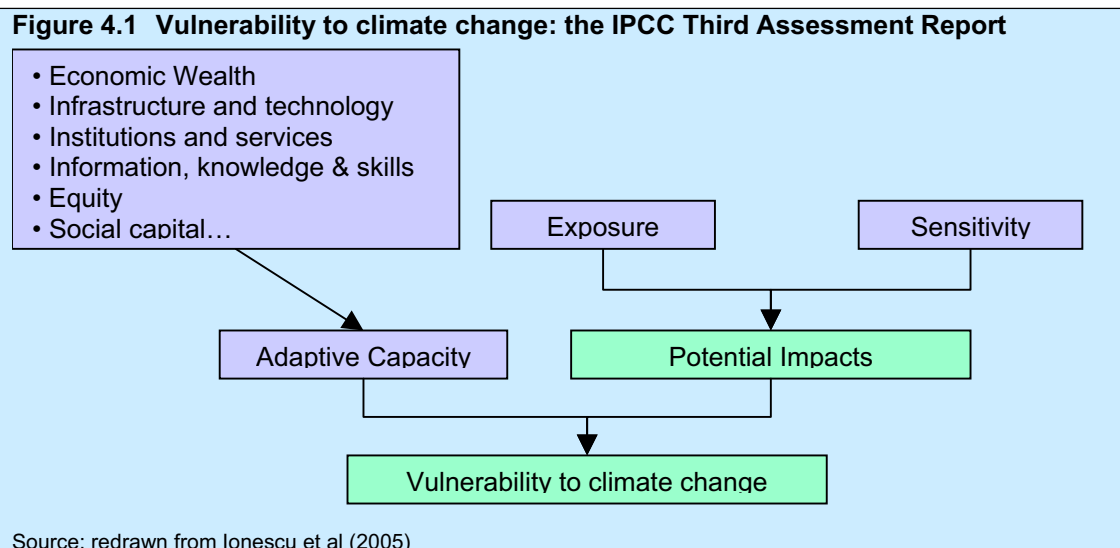 Figure 4.1 Vulnerability to climate change: the IPCC Third Assessment Report
• Economic Wealth
• Infrastructure and technology
• Institutions and services
• Information, knowledge & skills
• Equity
• Social capital…
Exposure
Sensitivity
Adaptive Capacity
Potential Impacts
Vulnerability to climate change
Source: redrawn from Ionescu et al (2005)